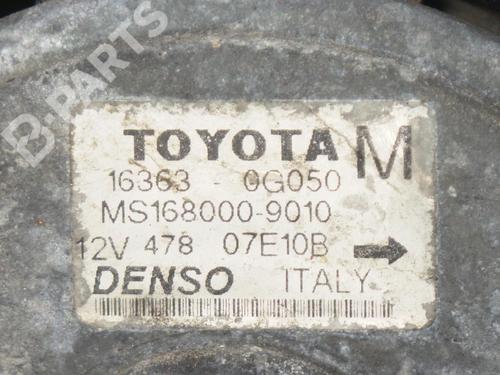 B-PARTS
TOYOTA M
16363 - 0G050
MS168000-9010
12V 478 07E10B
DENSO ITALY